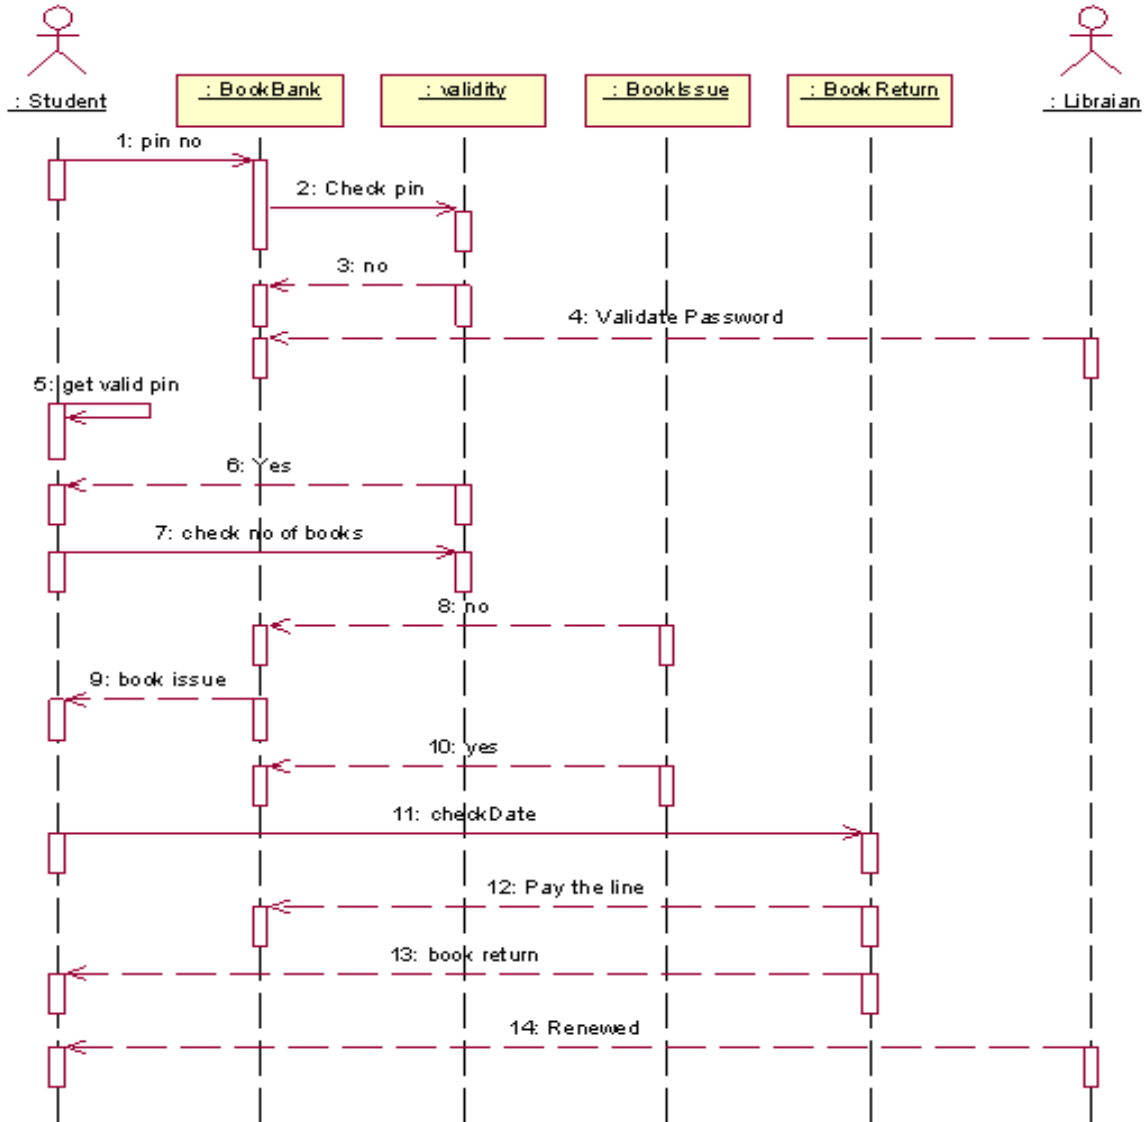 : Student
: BookBank
: validity
: BookIssue
: Book Return
: Libraian
1: pin no
2: Check pin
3: no
4: Validate Password
5: get valid pin
6: Yes
7: check no of books
8: no
9: book issue
10: yes
11: checkDate
12: Pay the line
13: book return
14: Renewed